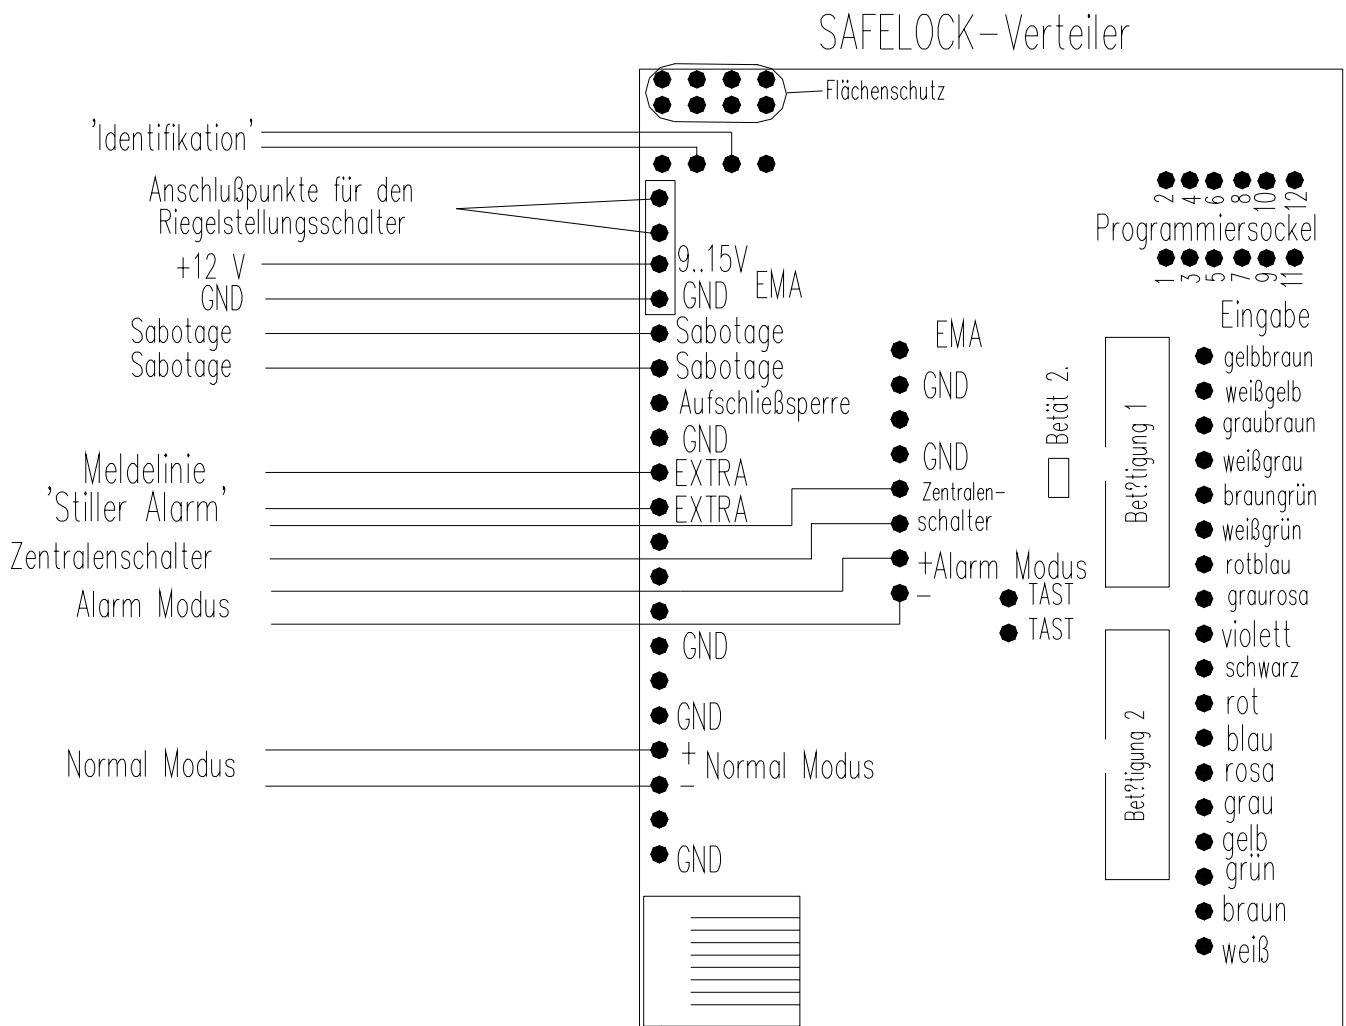 SAFELOCK-Verteiler
Flächenschutz
'Identifikation'
Anschlußpunkte für den
Riegelstellungsschalter
+12 V
GND
Sabotage
Sabotage
Meldelinie
'Stiller Alarm'
Zentralenschalter
Alarm Modus
Normal Modus
9..15V
GND
EMA
Sabotage
Sabotage
Aufschließsperre
GND
EXTRA
EXTRA
GND
GND
+
Normal Modus
-
GND
EMA
GND
GND
Zentralen-
schalter
+Alarm Modus
-
TAST
TAST
Betät 2.
Bet?tigung 1
Bet?tigung 2
2 4 6 8 10 12
Programmiersockel
1 3 5 7 9 11
Eingabe
gelbbraun
weißgelb
graubraun
weißgrau
braungrün
weißgrün
rotblau
graurosa
violett
schwarz
rot
blau
rosa
grau
gelb
grün
braun
weiß